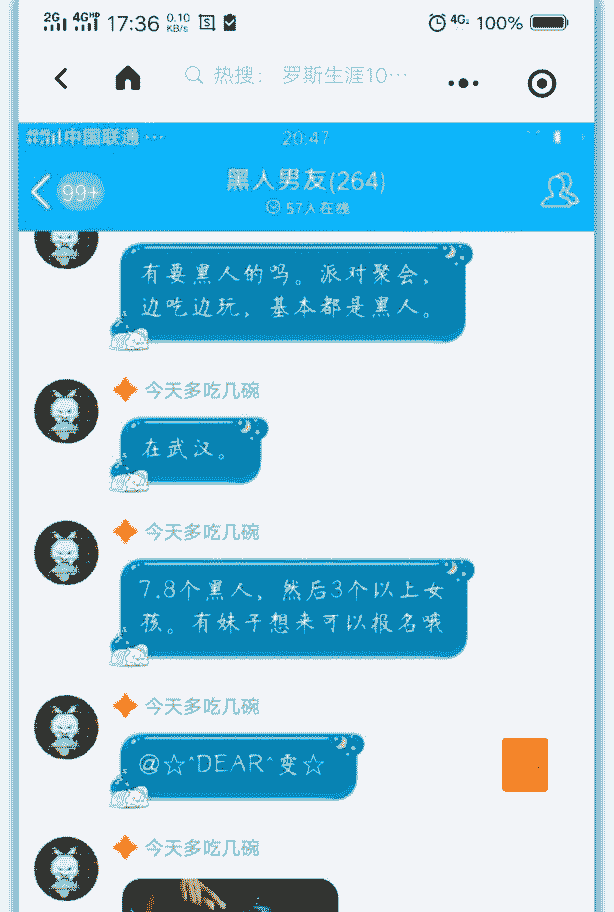 2G 4GHD 17:36 0.10 KB/s 4G2 100%
热搜： 罗斯生涯10…
中国联通 … 20:47
99+ 黑人男友(264)
57人在线
有要黑人的吗。派对聚会，
边吃边玩，基本都是黑人。
今天多吃几碗
在武汉。
今天多吃几碗
7.8个黑人，然后3个以上女
孩。有妹子想来可以报名哦
今天多吃几碗
@☆^DEAR^变☆
今天多吃几碗